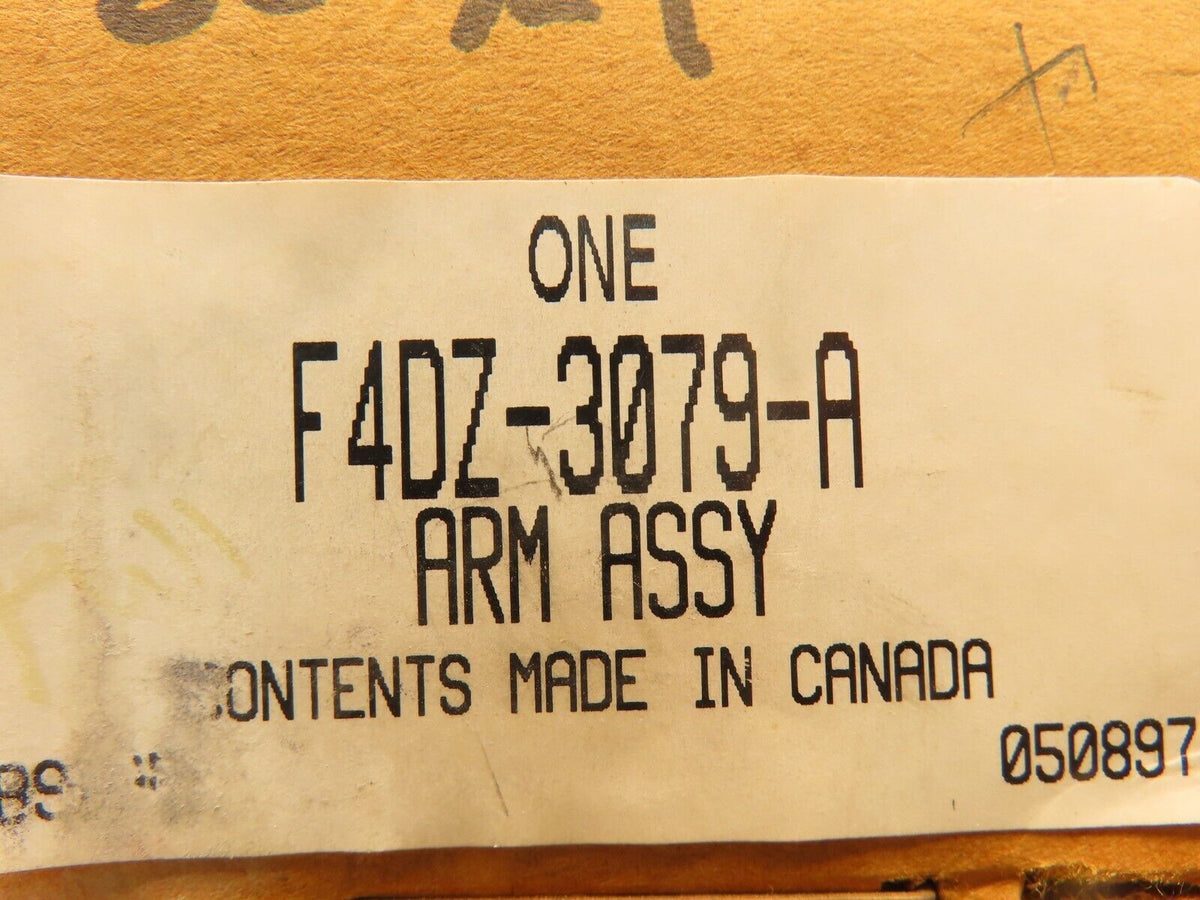 ONE
F4DZ-3079-A
ARM ASSY
CONTENTS MADE IN CANADA
050897